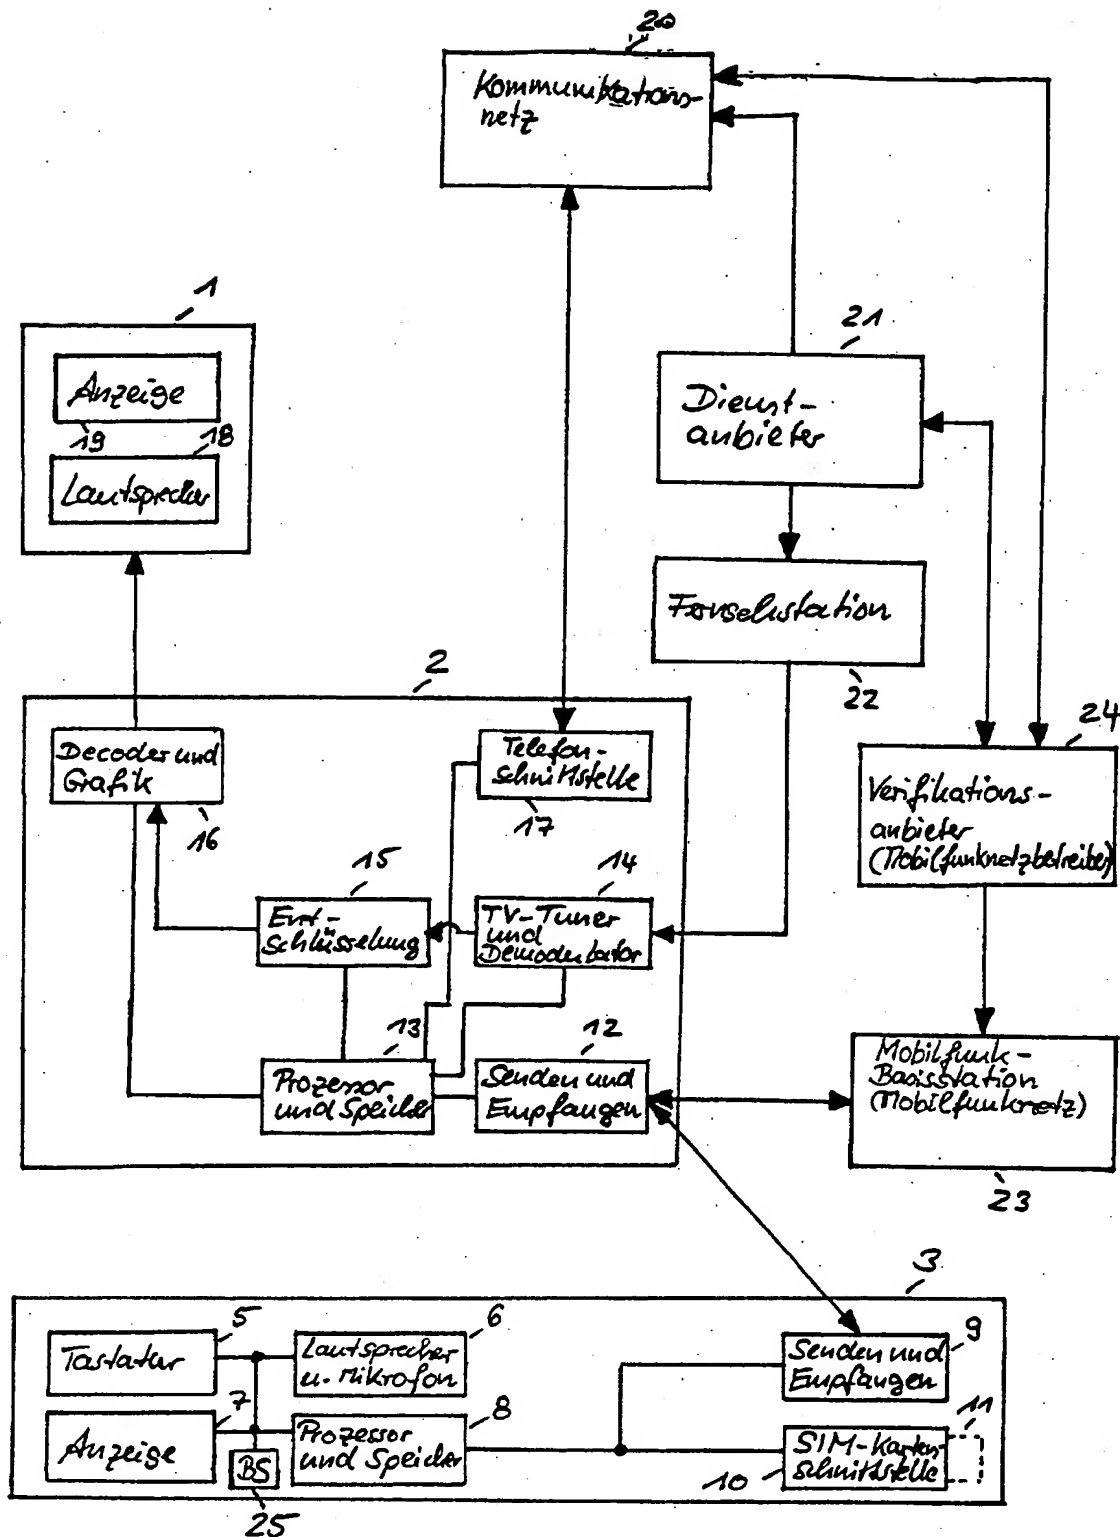 20
Kommunikations-
netz
1
21
Anzeige
19
18
Lautsprecher
Dienst-
anbieter
Fernsehstation
22
2
24
Decoder und
Grafik
16
Telefon-
schnittstelle
17
Verifikations-
anbieter
(Mobilfunknetzbetreiber)
15
14
Ent-
schlüsselung
TV-Tuner
und
Demodulator
13
12
Prozessor
und Speicher
Senden und
Empfangen
Mobilfunk-
Basisstation
(Mobilfunknetz)
23
3
5
6
9
Tastatur
Lautsprecher
u. Mikrofon
Senden und
Empfangen
7
8
11
Anzeige
BS
Prozessor
und Speicher
SIM-Karten
schnittstelle
10
25